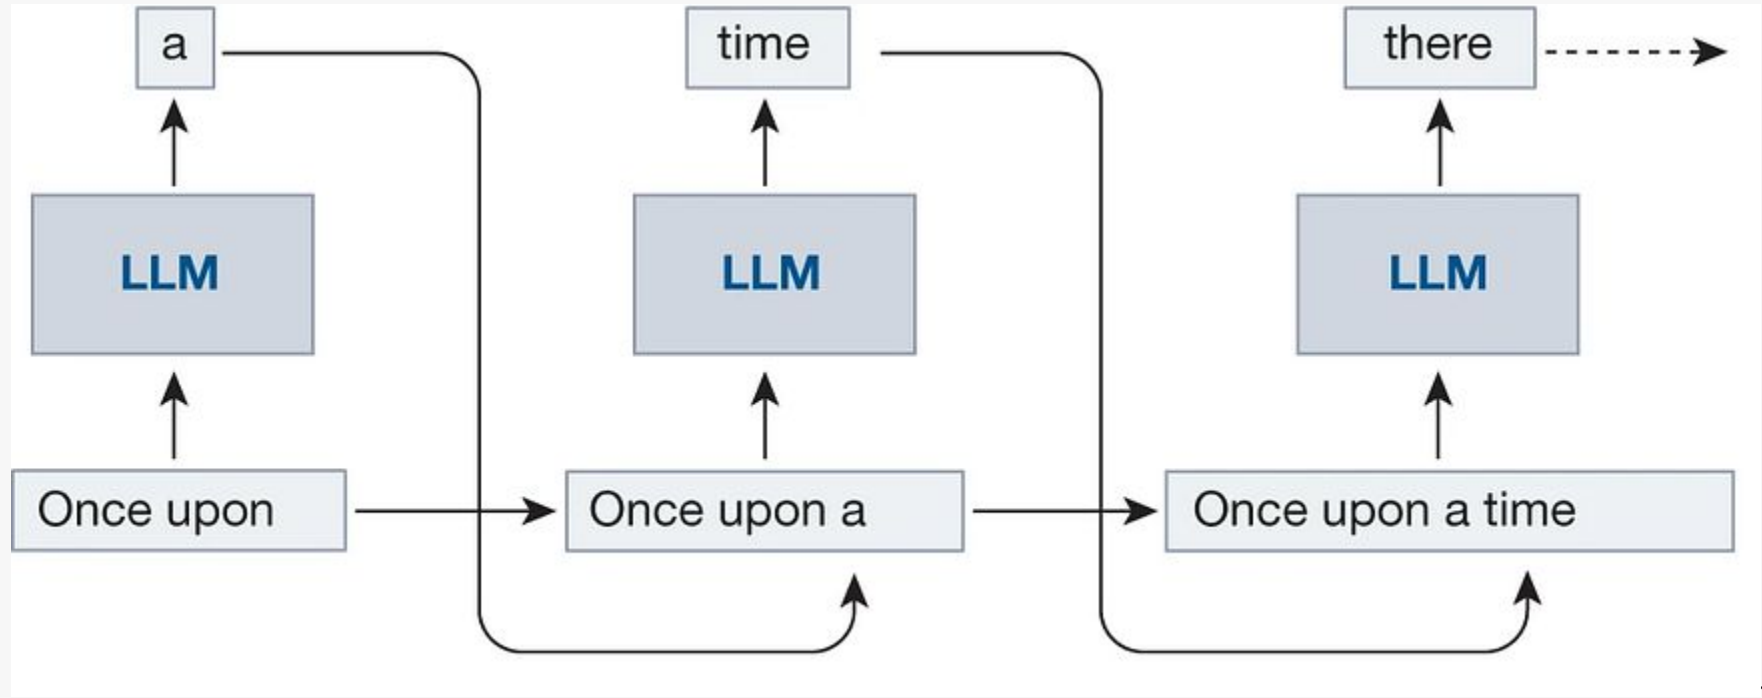 a
time
there
LLM
LLM
LLM
Once upon
Once upon a
Once upon a time